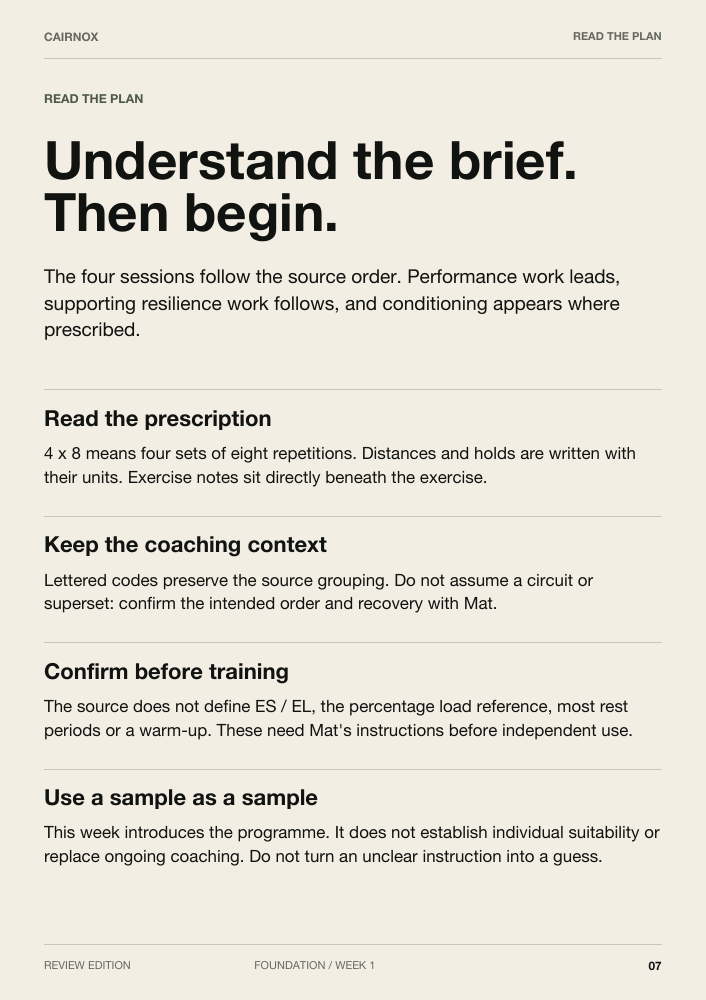 CAIRNOX
READ THE PLAN
READ THE PLAN
Understand the brief.
Then begin.
The four sessions follow the source order. Performance work leads,
supporting resilience work follows, and conditioning appears where
prescribed.
Read the prescription
4 x 8 means four sets of eight repetitions. Distances and holds are written with
their units. Exercise notes sit directly beneath the exercise.
Keep the coaching context
Lettered codes preserve the source grouping. Do not assume a circuit or
superset: confirm the intended order and recovery with Mat.
Confirm before training
The source does not define ES / EL, the percentage load reference, most rest
periods or a warm-up. These need Mat's instructions before independent use.
Use a sample as a sample
This week introduces the programme. It does not establish individual suitability or
replace ongoing coaching. Do not turn an unclear instruction into a guess.
REVIEW EDITION
FOUNDATION / WEEK 1
07